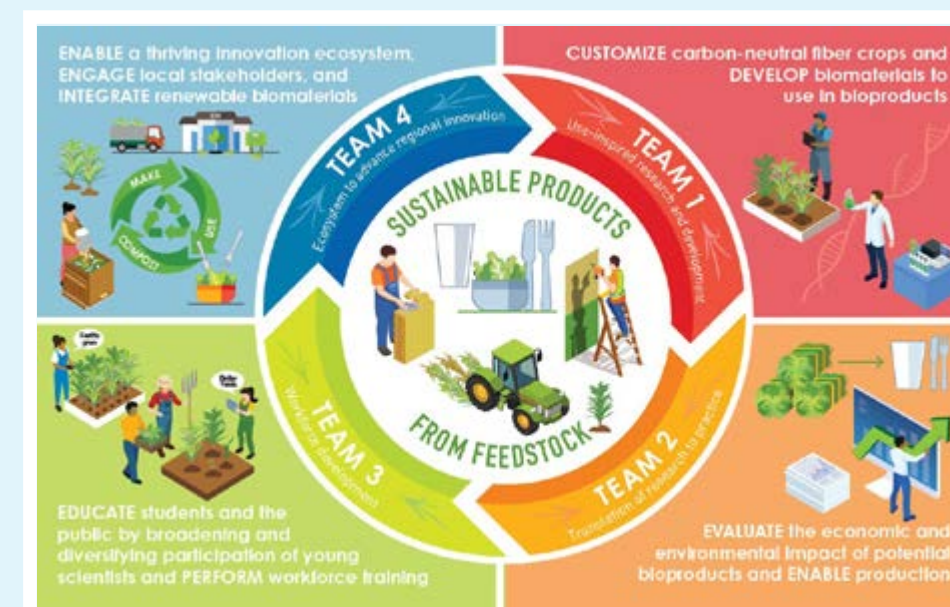 ENABLE a thriving innovation ecosystem,
ENGAGE local stakeholders, and
INTEGRATE renewable biomaterials
CUSTOMIZE carbon-neutral fiber crops and
DEVELOP biomaterials to
use in bioproducts
TEAM 4
Ecosystem to advance regional innovation
TEAM 1
Use-inspired research and development
MAKE
USE
COMPOST
SUSTAINABLE PRODUCTS
FROM FEEDSTOCK
TEAM 3
Workforce development
TEAM 2
Translation of research to practice
EDUCATE students and the
public by broadening and
diversifying participation of young
scientists and PERFORM workforce training
EVALUATE the economic and
environmental impact of potential
bioproducts and ENABLE production